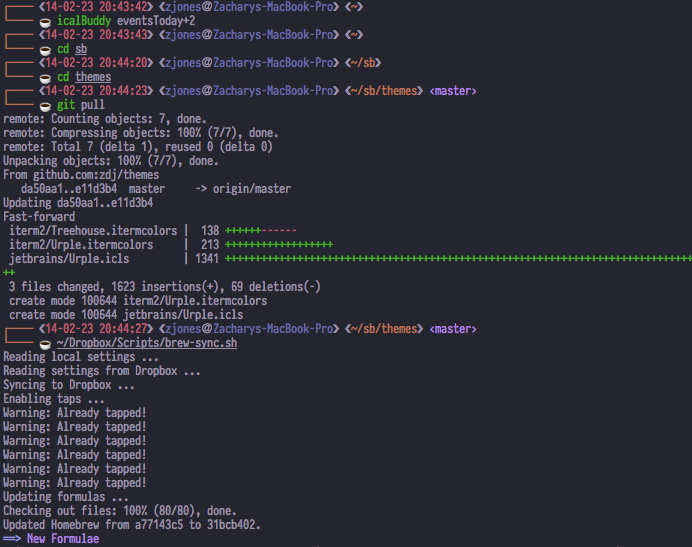 ❮14-02-23 20:43:42❯ ❮zjones@Zacharys-MacBook-Pro❯ ❮~❯
icalBuddy eventsToday+2
❮14-02-23 20:43:43❯ ❮zjones@Zacharys-MacBook-Pro❯ ❮~❯
cd sb
❮14-02-23 20:44:20❯ ❮zjones@Zacharys-MacBook-Pro❯ ❮~/sb❯
cd themes
❮14-02-23 20:44:23❯ ❮zjones@Zacharys-MacBook-Pro❯ ❮~/sb/themes❯ ‹master›
git pull
remote: Counting objects: 7, done.
remote: Compressing objects: 100% (7/7), done.
remote: Total 7 (delta 1), reused 0 (delta 0)
Unpacking objects: 100% (7/7), done.
From github.com:zdj/themes
da50aa1..e11d3b4 master -> origin/master
Updating da50aa1..e11d3b4
Fast-forward
iterm2/Treehouse.itermcolors | 138 ++++++------
iterm2/Urple.itermcolors | 213 ++++++++++++++++++
jetbrains/Urple.icls | 1341 ++++++++++++++++++++++++++++++++++++++++++++++++++++++++++++++++++++++++++++++
++
3 files changed, 1623 insertions(+), 69 deletions(-)
create mode 100644 iterm2/Urple.itermcolors
create mode 100644 jetbrains/Urple.icls
❮14-02-23 20:44:27❯ ❮zjones@Zacharys-MacBook-Pro❯ ❮~/sb/themes❯ ‹master›
~/Dropbox/Scripts/brew-sync.sh
Reading local settings ...
Reading settings from Dropbox ...
Syncing to Dropbox ...
Enabling taps ...
Warning: Already tapped!
Warning: Already tapped!
Warning: Already tapped!
Warning: Already tapped!
Warning: Already tapped!
Warning: Already tapped!
Updating formulas ...
Checking out files: 100% (80/80), done.
Updated Homebrew from a77143c5 to 31bcb402.
==> New Formulae